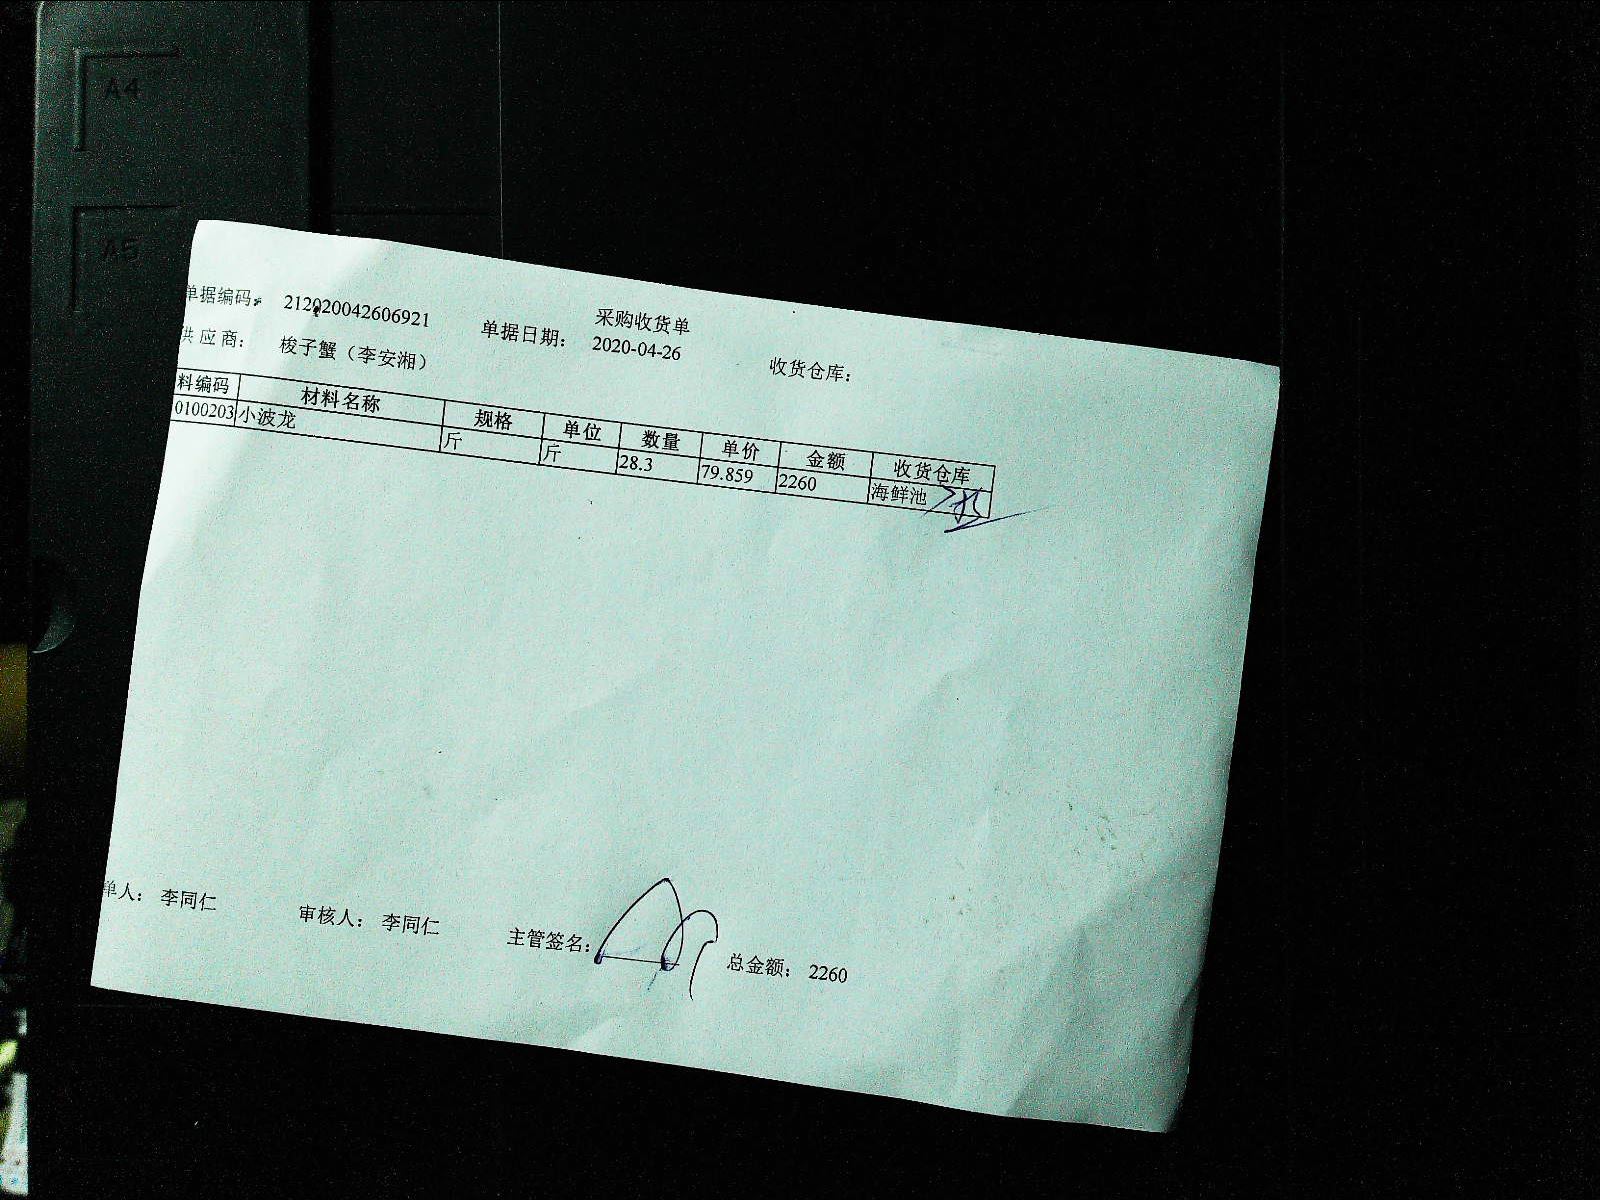 A4
A5
采购收货单
单据编码: 212020042606921 单据日期: 2020-04-26 收货仓库:
供应商: 梭子蟹（李安湘）
料编码 材料名称 规格 单位 数量 单价 金额 收货仓库
0100203 小波龙 斤 斤 28.3 79.859 2260 海鲜池
单人: 李同仁 审核人: 李同仁 主管签名: 总金额: 2260